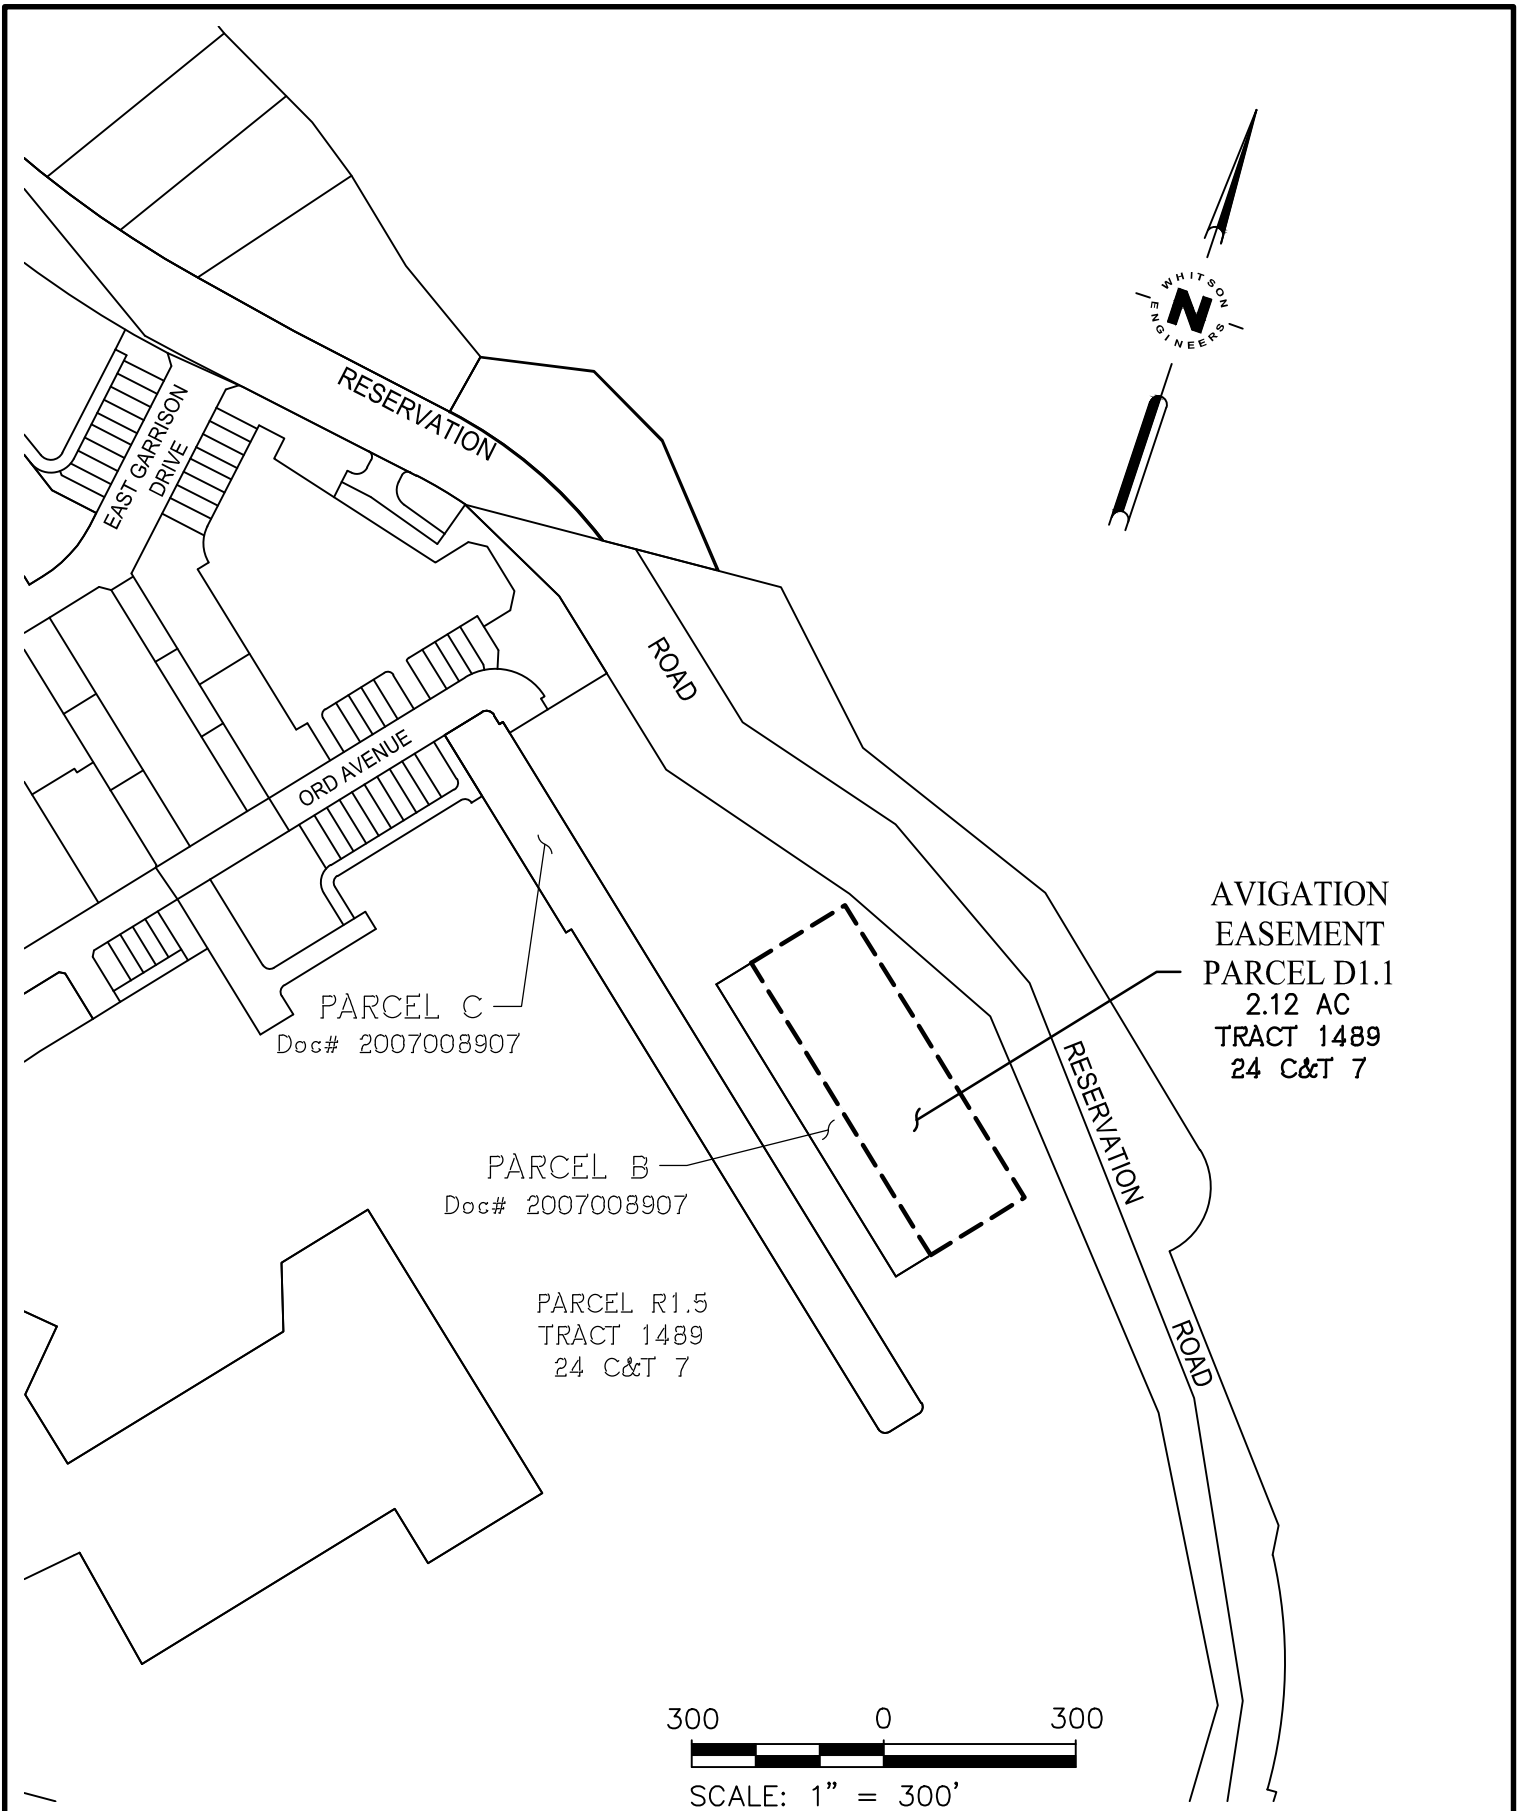 WHITSON
ENGINEERS
N
RESERVATION
EAST GARRISON
DRIVE
ROAD
ORD AVENUE
AVIGATION
EASEMENT
PARCEL D1.1
2.12 AC
TRACT 1489
24 C&T 7
PARCEL C
Doc# 2007008907
RESERVATION
PARCEL B
Doc# 2007008907
PARCEL R1.5
TRACT 1489
24 C&T 7
ROAD
300 0 300
SCALE: 1" = 300'